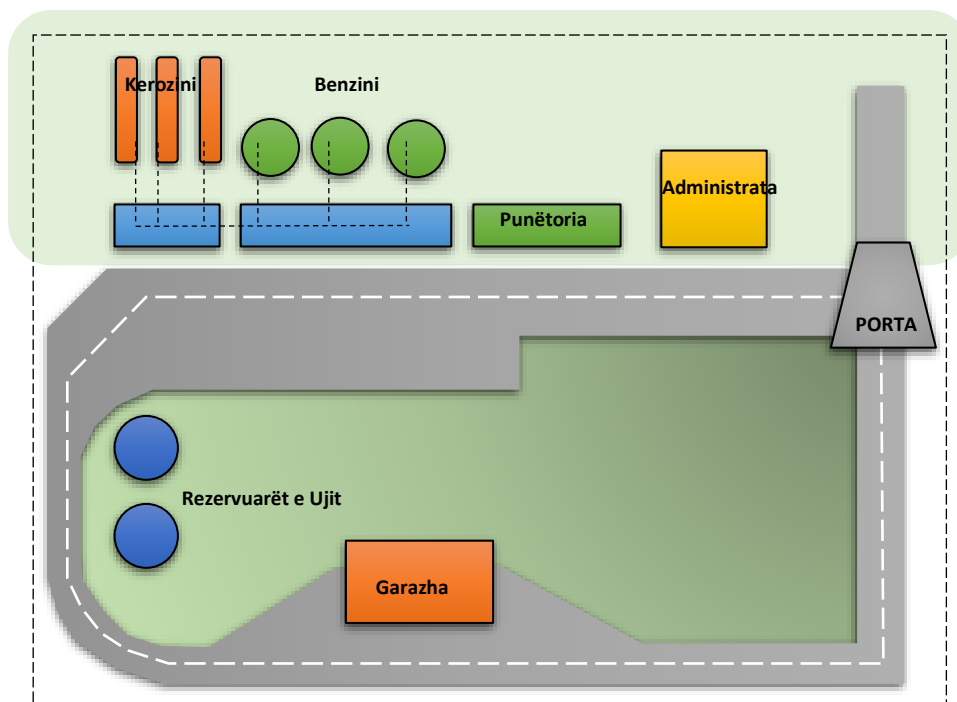 Kerozini
Benzini
Administrata
Punëtoria
PORTA
Rezervuarët e Ujit
Garazha